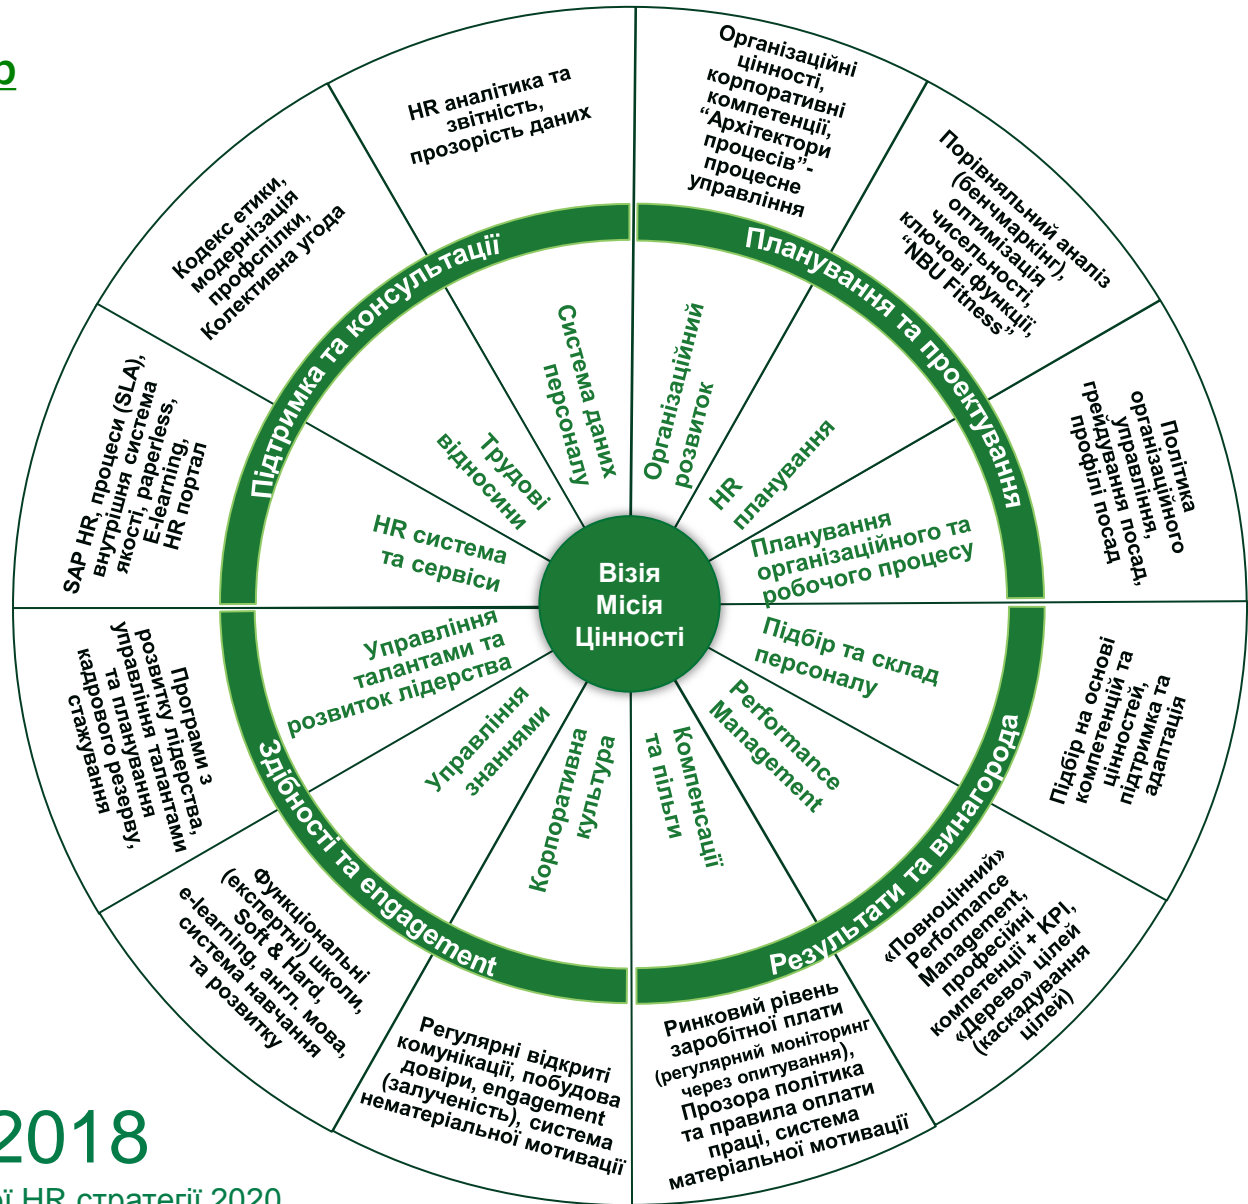 HR аналітика та
звітність,
прозорість даних
Організаційні
цінності,
корпоративні
компетенції,
“Архітектори
процесів”-
процесне
управління
Порівняльний аналіз
(бенчмаркінг),
оптимізація
чисельності,
ключові функції,
“NBU Fitness”
Політика
організаційного
управління,
грейдування посад,
профілі посад
Підбір на основі
компетенцій та
цінностей,
підтримка та
адаптація
«Повноцінний»
Performance
Management,
професійні
компетенції + KPI,
«Дерево» цілей
(каскадування
цілей)
Ринковий рівень
заробітної плати
(регулярний моніторинг
через опитування),
Прозора політика
та правила оплати
праці, система
матеріальної мотивації
Регулярні відкриті
комунікації, побудова
довіри, engagement
(залученість), система
нематеріальної мотивації
Функціональні
(експертні) школи,
Soft & Hard,
e-learning, англ. мова,
система навчання
та розвитку
Програми з
розвитку лідерства,
управління талантами
та планування
кадрового резерву,
стажування
SAP HR, процеси (SLA),
внутрішня система
якості, paperless,
E-learning,
HR портал
Кодекс етики,
модернізація
профспілки,
Колективна угода
Підтримка та консультації
Планування та проектування
Результати та винагорода
Здібності та engagement
Система даних
персоналу
Організаційний
розвиток
HR
планування
Планування
організаційного та
робочого процесу
Підбір та склад
персоналу
Performance
Management
Компенсації
та пільги
Корпоративна
культура
Управління
знаннями
Управління
талантами та
розвиток лідерства
HR система
та сервіси
Трудові
відносини
Візія
Місія
Цінності
2018
HR стратегії 2020